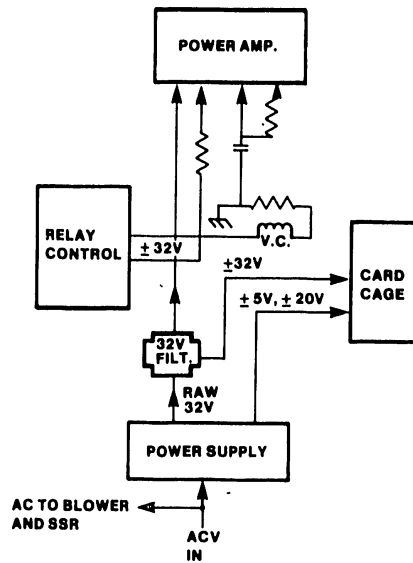 POWER AMP.
RELAY
CONTROL
±32V
V.C.
±32V
CARD
CAGE
±5V, ±20V
32V
FILT.
RAW
32V
POWER SUPPLY
AC TO BLOWER
AND SSR
ACV
IN